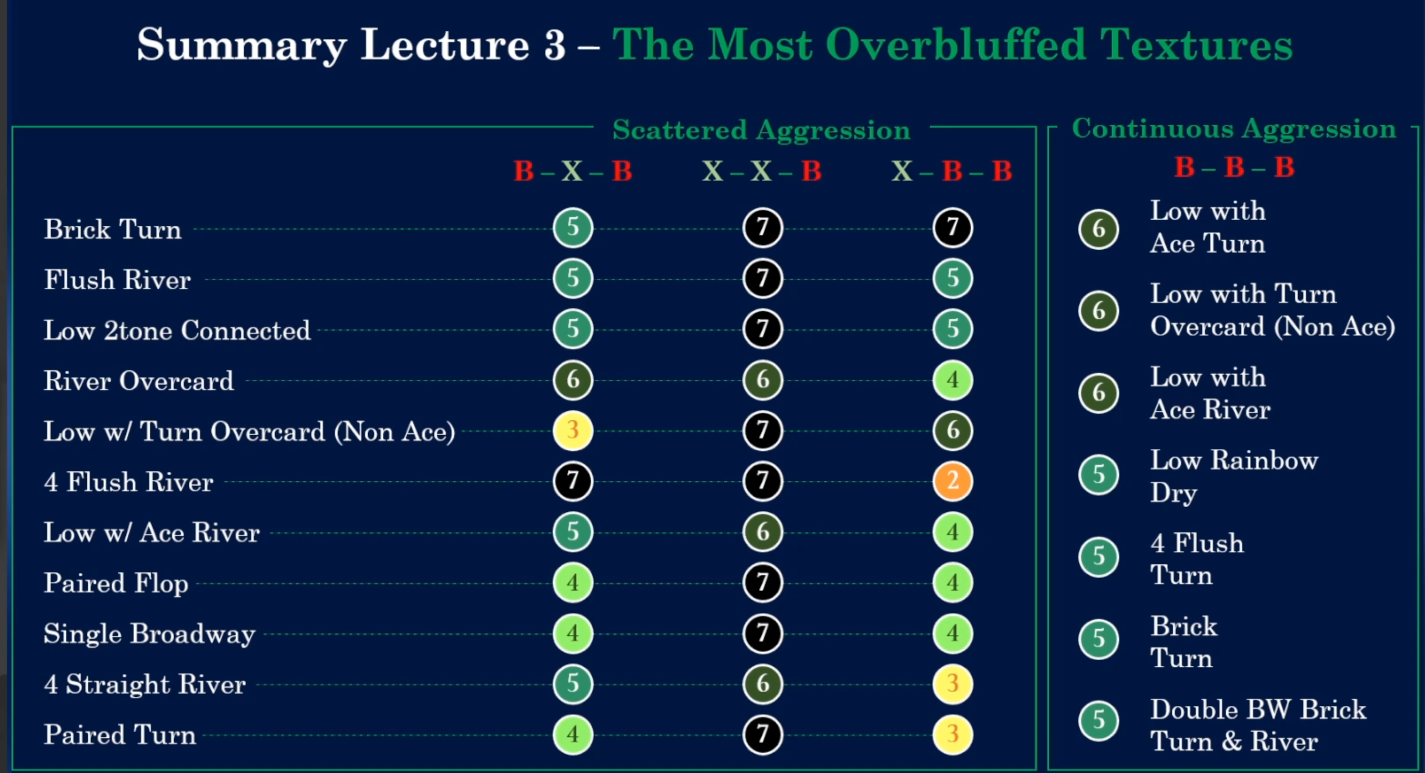 Summary Lecture 3 – The Most Overbluffed Textures
Scattered Aggression
B – X – B X – X – B X – B – B
Brick Turn 5 7 7
Flush River 5 7 5
Low 2tone Connected 5 7 5
River Overcard 6 6 4
Low w/ Turn Overcard (Non Ace) 3 7 6
4 Flush River 7 7 2
Low w/ Ace River 5 6 4
Paired Flop 4 7 4
Single Broadway 4 7 4
4 Straight River 5 6 3
Paired Turn 4 7 3
Continuous Aggression
B – B – B
6 Low with
Ace Turn
6 Low with Turn
Overcard (Non Ace)
6 Low with
Ace River
5 Low Rainbow
Dry
5 4 Flush
Turn
5 Brick
Turn
5 Double BW Brick
Turn & River